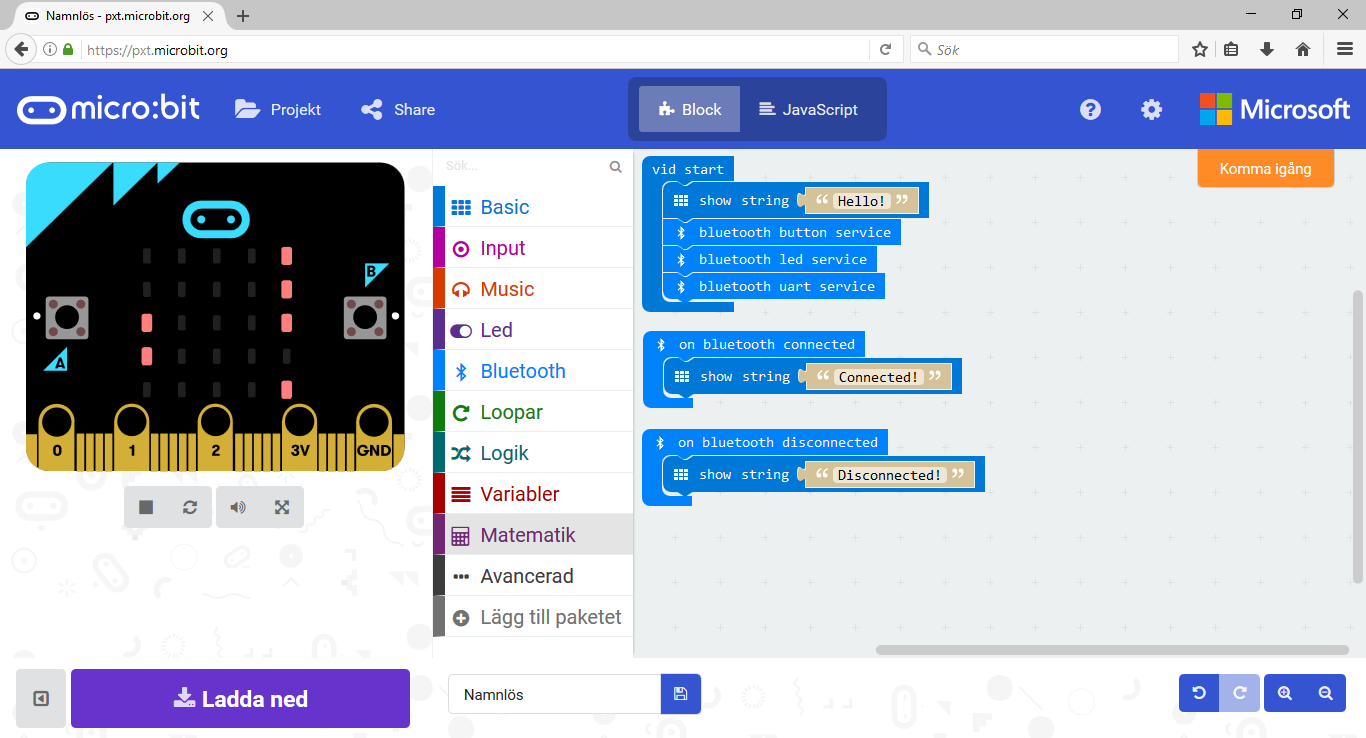 Namnlös - pxt.microbit.org
https://pxt.microbit.org
Sök
micro:bit
Projekt
Share
Block
JavaScript
Microsoft
Sök...
Basic
Input
Music
Led
Bluetooth
Loopar
Logik
Variabler
Matematik
Avancerad
Lägg till paketet
B
A
0 1 2 3V GND
vid start
show string “ Hello! ”
bluetooth button service
bluetooth led service
bluetooth uart service
on bluetooth connected
show string “ Connected! ”
on bluetooth disconnected
show string “ Disconnected! ”
Komma igång
Ladda ned
Namnlös